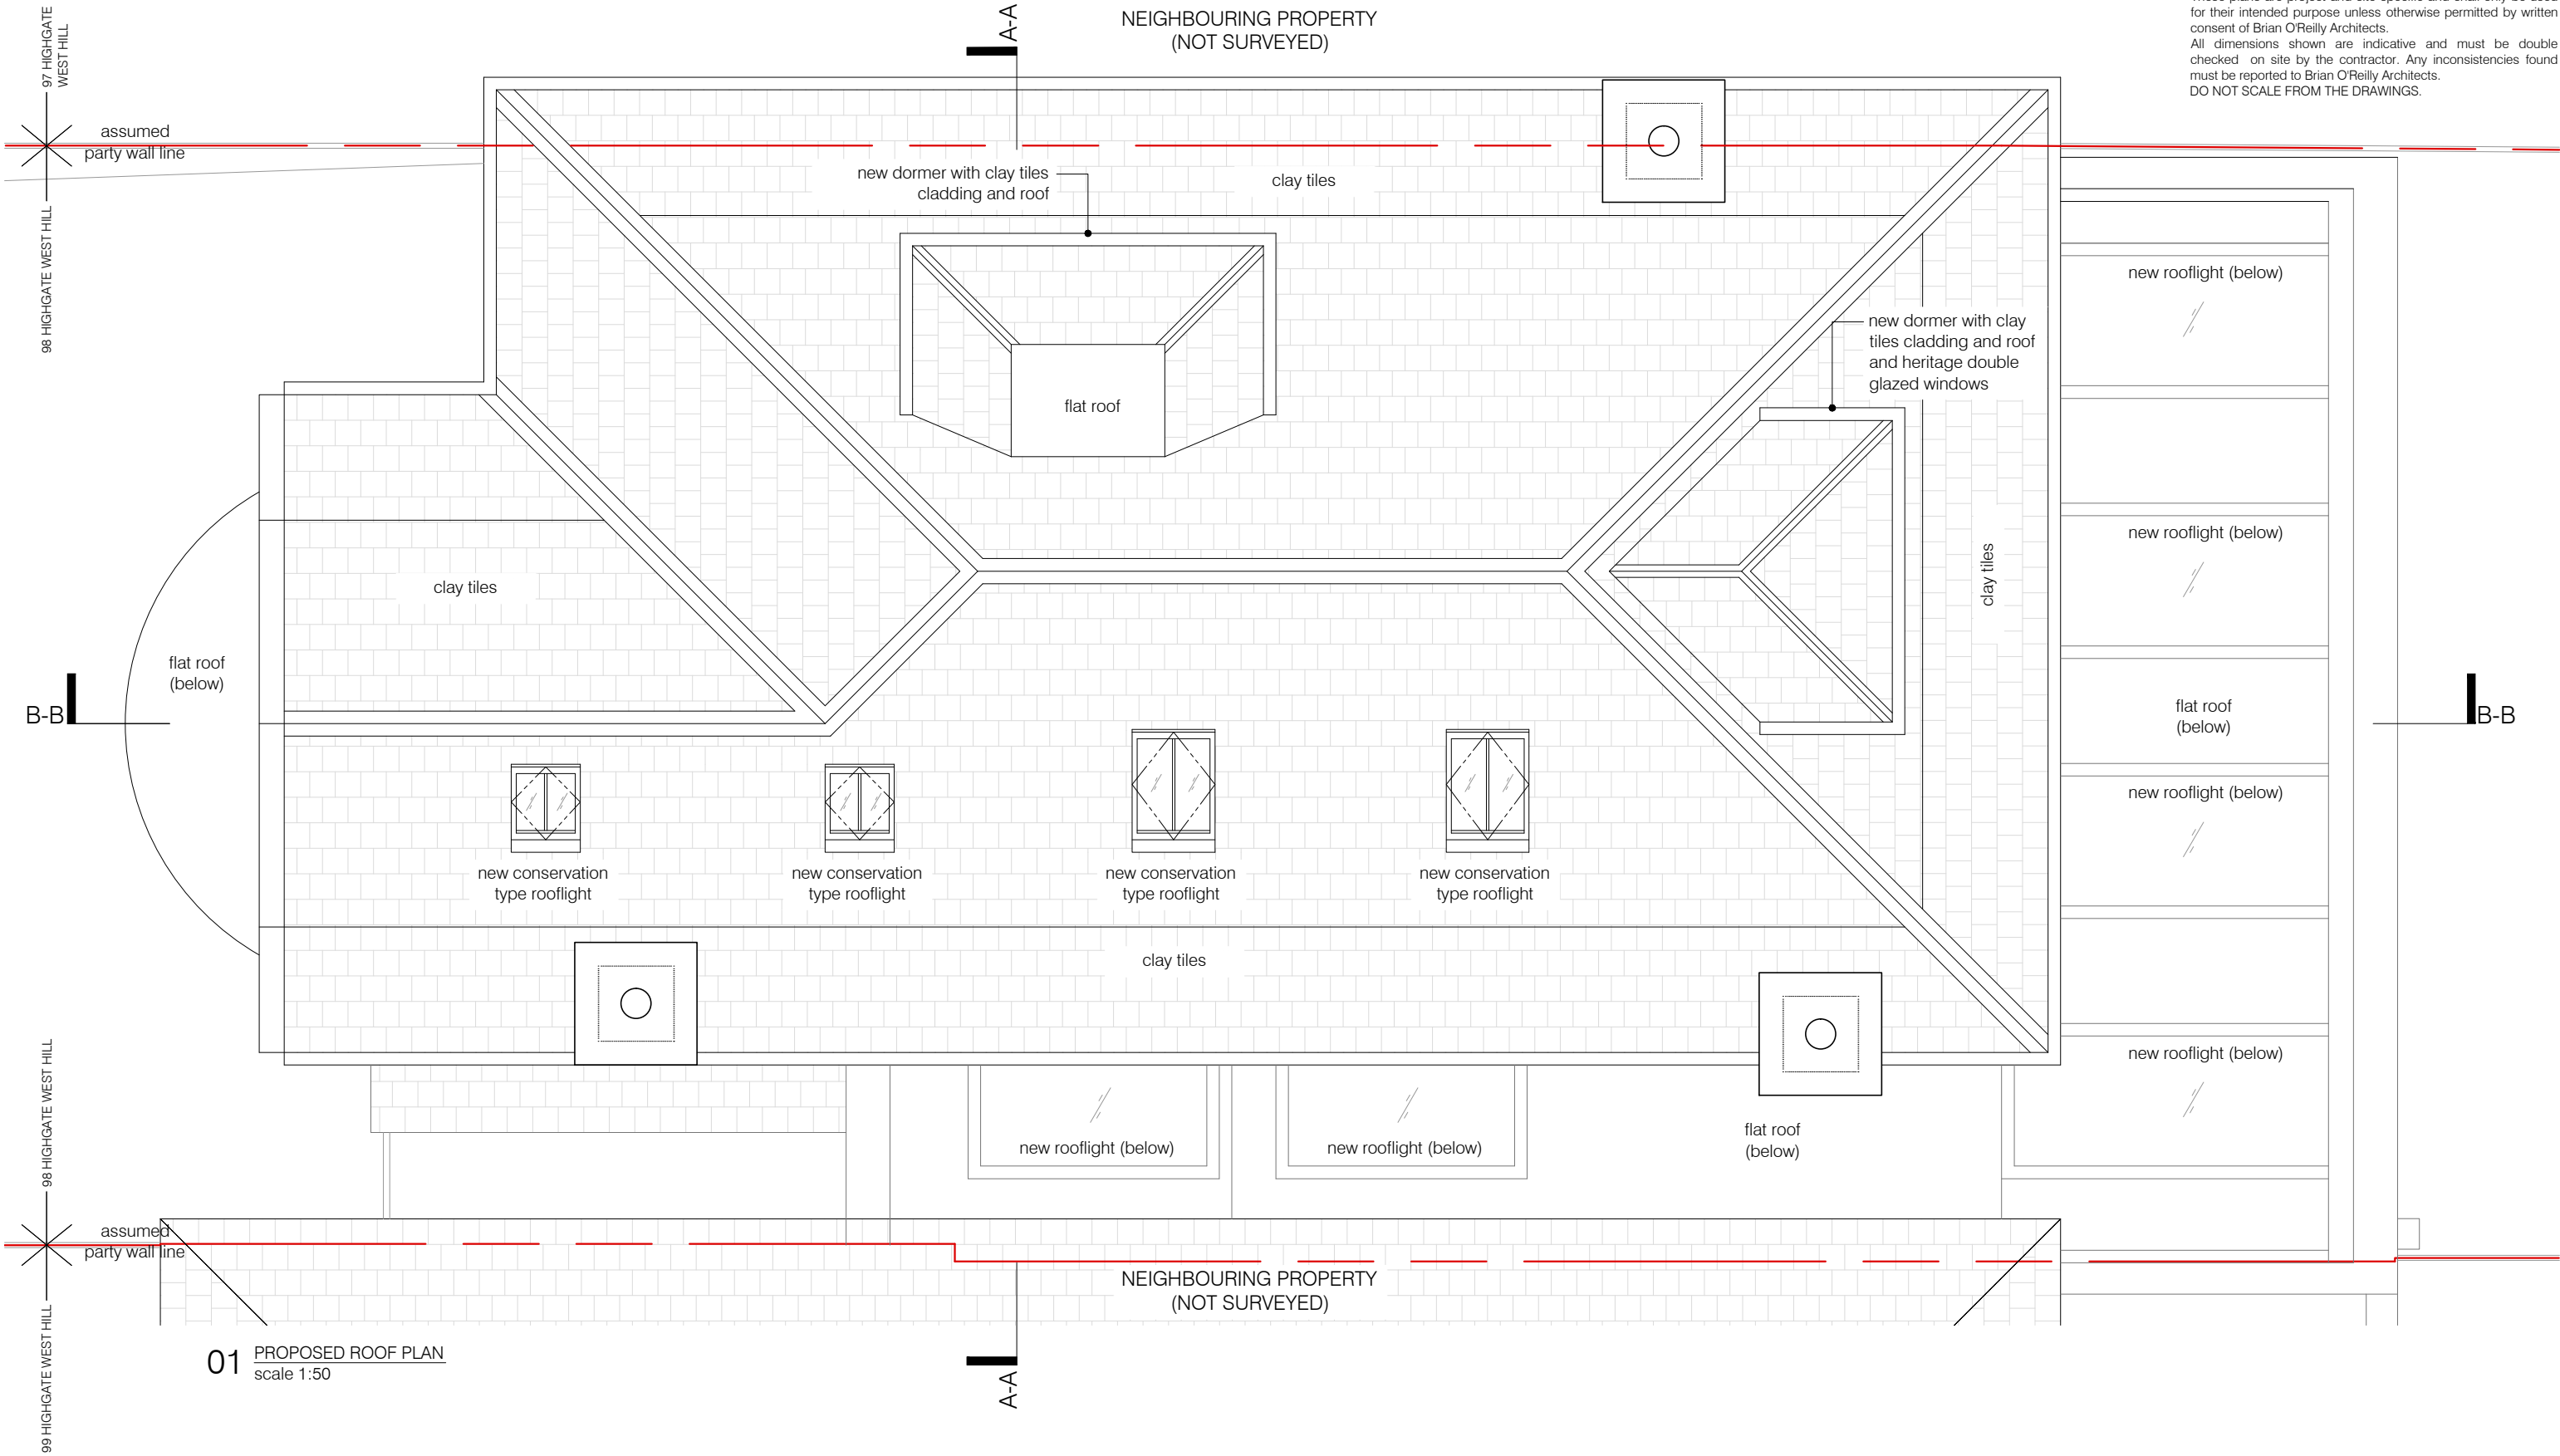 for their intended purpose unless otherwise permitted by written
consent of Brian O'Reilly Architects.
All dimensions shown are indicative and must be double
checked on site by the contractor. Any inconsistencies found
must be reported to Brian O'Reilly Architects.
DO NOT SCALE FROM THE DRAWINGS.
A-A
NEIGHBOURING PROPERTY
(NOT SURVEYED)
97 HIGHGATE
WEST HILL
assumed
party wall line
98 HIGHGATE WEST HILL
new dormer with clay tiles
cladding and roof
clay tiles
flat roof
new dormer with clay
tiles cladding and roof
and heritage double
glazed windows
clay tiles
new rooflight (below)
new rooflight (below)
flat roof
(below)
new rooflight (below)
new rooflight (below)
clay tiles
flat roof
(below)
B-B
B-B
new conservation
type rooflight
new conservation
type rooflight
new conservation
type rooflight
new conservation
type rooflight
clay tiles
new rooflight (below)
new rooflight (below)
flat roof
(below)
98 HIGHGATE WEST HILL
assumed
party wall line
99 HIGHGATE WEST HILL
NEIGHBOURING PROPERTY
(NOT SURVEYED)
01 PROPOSED ROOF PLAN
scale 1:50
A-A